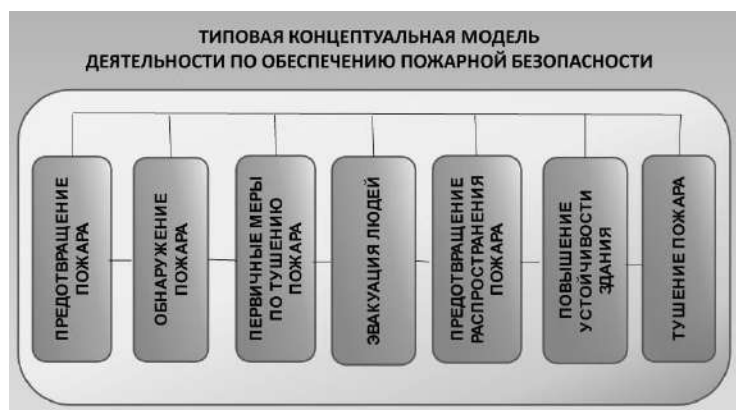 ТИПОВАЯ КОНЦЕПТУАЛЬНАЯ МОДЕЛЬ
ДЕЯТЕЛЬНОСТИ ПО ОБЕСПЕЧЕНИЮ ПОЖАРНОЙ БЕЗОПАСНОСТИ
ПРЕДОТВРАЩЕНИЕ
ПОЖАРА
ОБНАРУЖЕНИЕ
ПОЖАРА
ПЕРВИЧНЫЕ МЕРЫ
ПО ТУШЕНИЮ
ПОЖАРА
ЭВАКУАЦИЯ ЛЮДЕЙ
ПРЕДОТВРАЩЕНИЕ
РАСПРОСТРАНЕНИЯ
ПОЖАРА
ПОВЫШЕНИЕ
УСТОЙЧИВОСТИ
ЗДАНИЯ
ТУШЕНИЕ ПОЖАРА